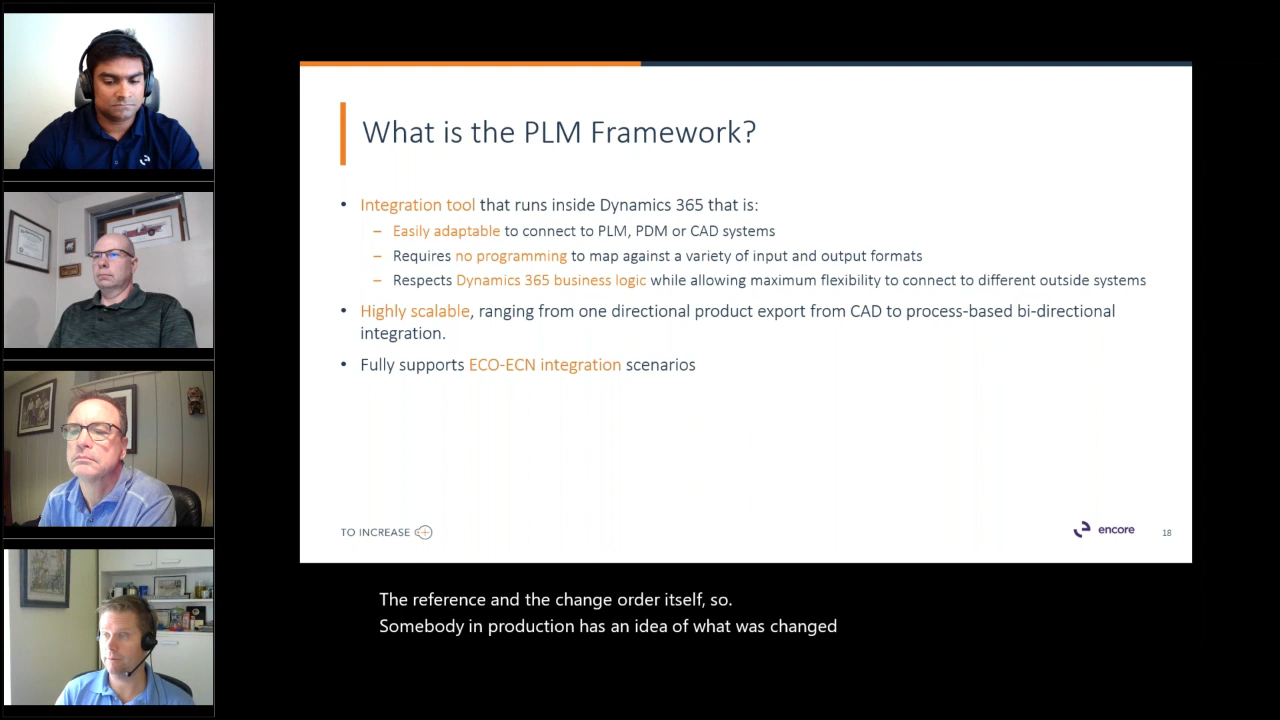 What is the PLM Framework?
• Integration tool that runs inside Dynamics 365 that is:
– Easily adaptable to connect to PLM, PDM or CAD systems
– Requires no programming to map against a variety of input and output formats
– Respects Dynamics 365 business logic while allowing maximum flexibility to connect to different outside systems
• Highly scalable, ranging from one directional product export from CAD to process-based bi-directional
integration.
• Fully supports ECO-ECN integration scenarios
TO INCREASE
encore
18
The reference and the change order itself, so.
Somebody in production has an idea of what was changed